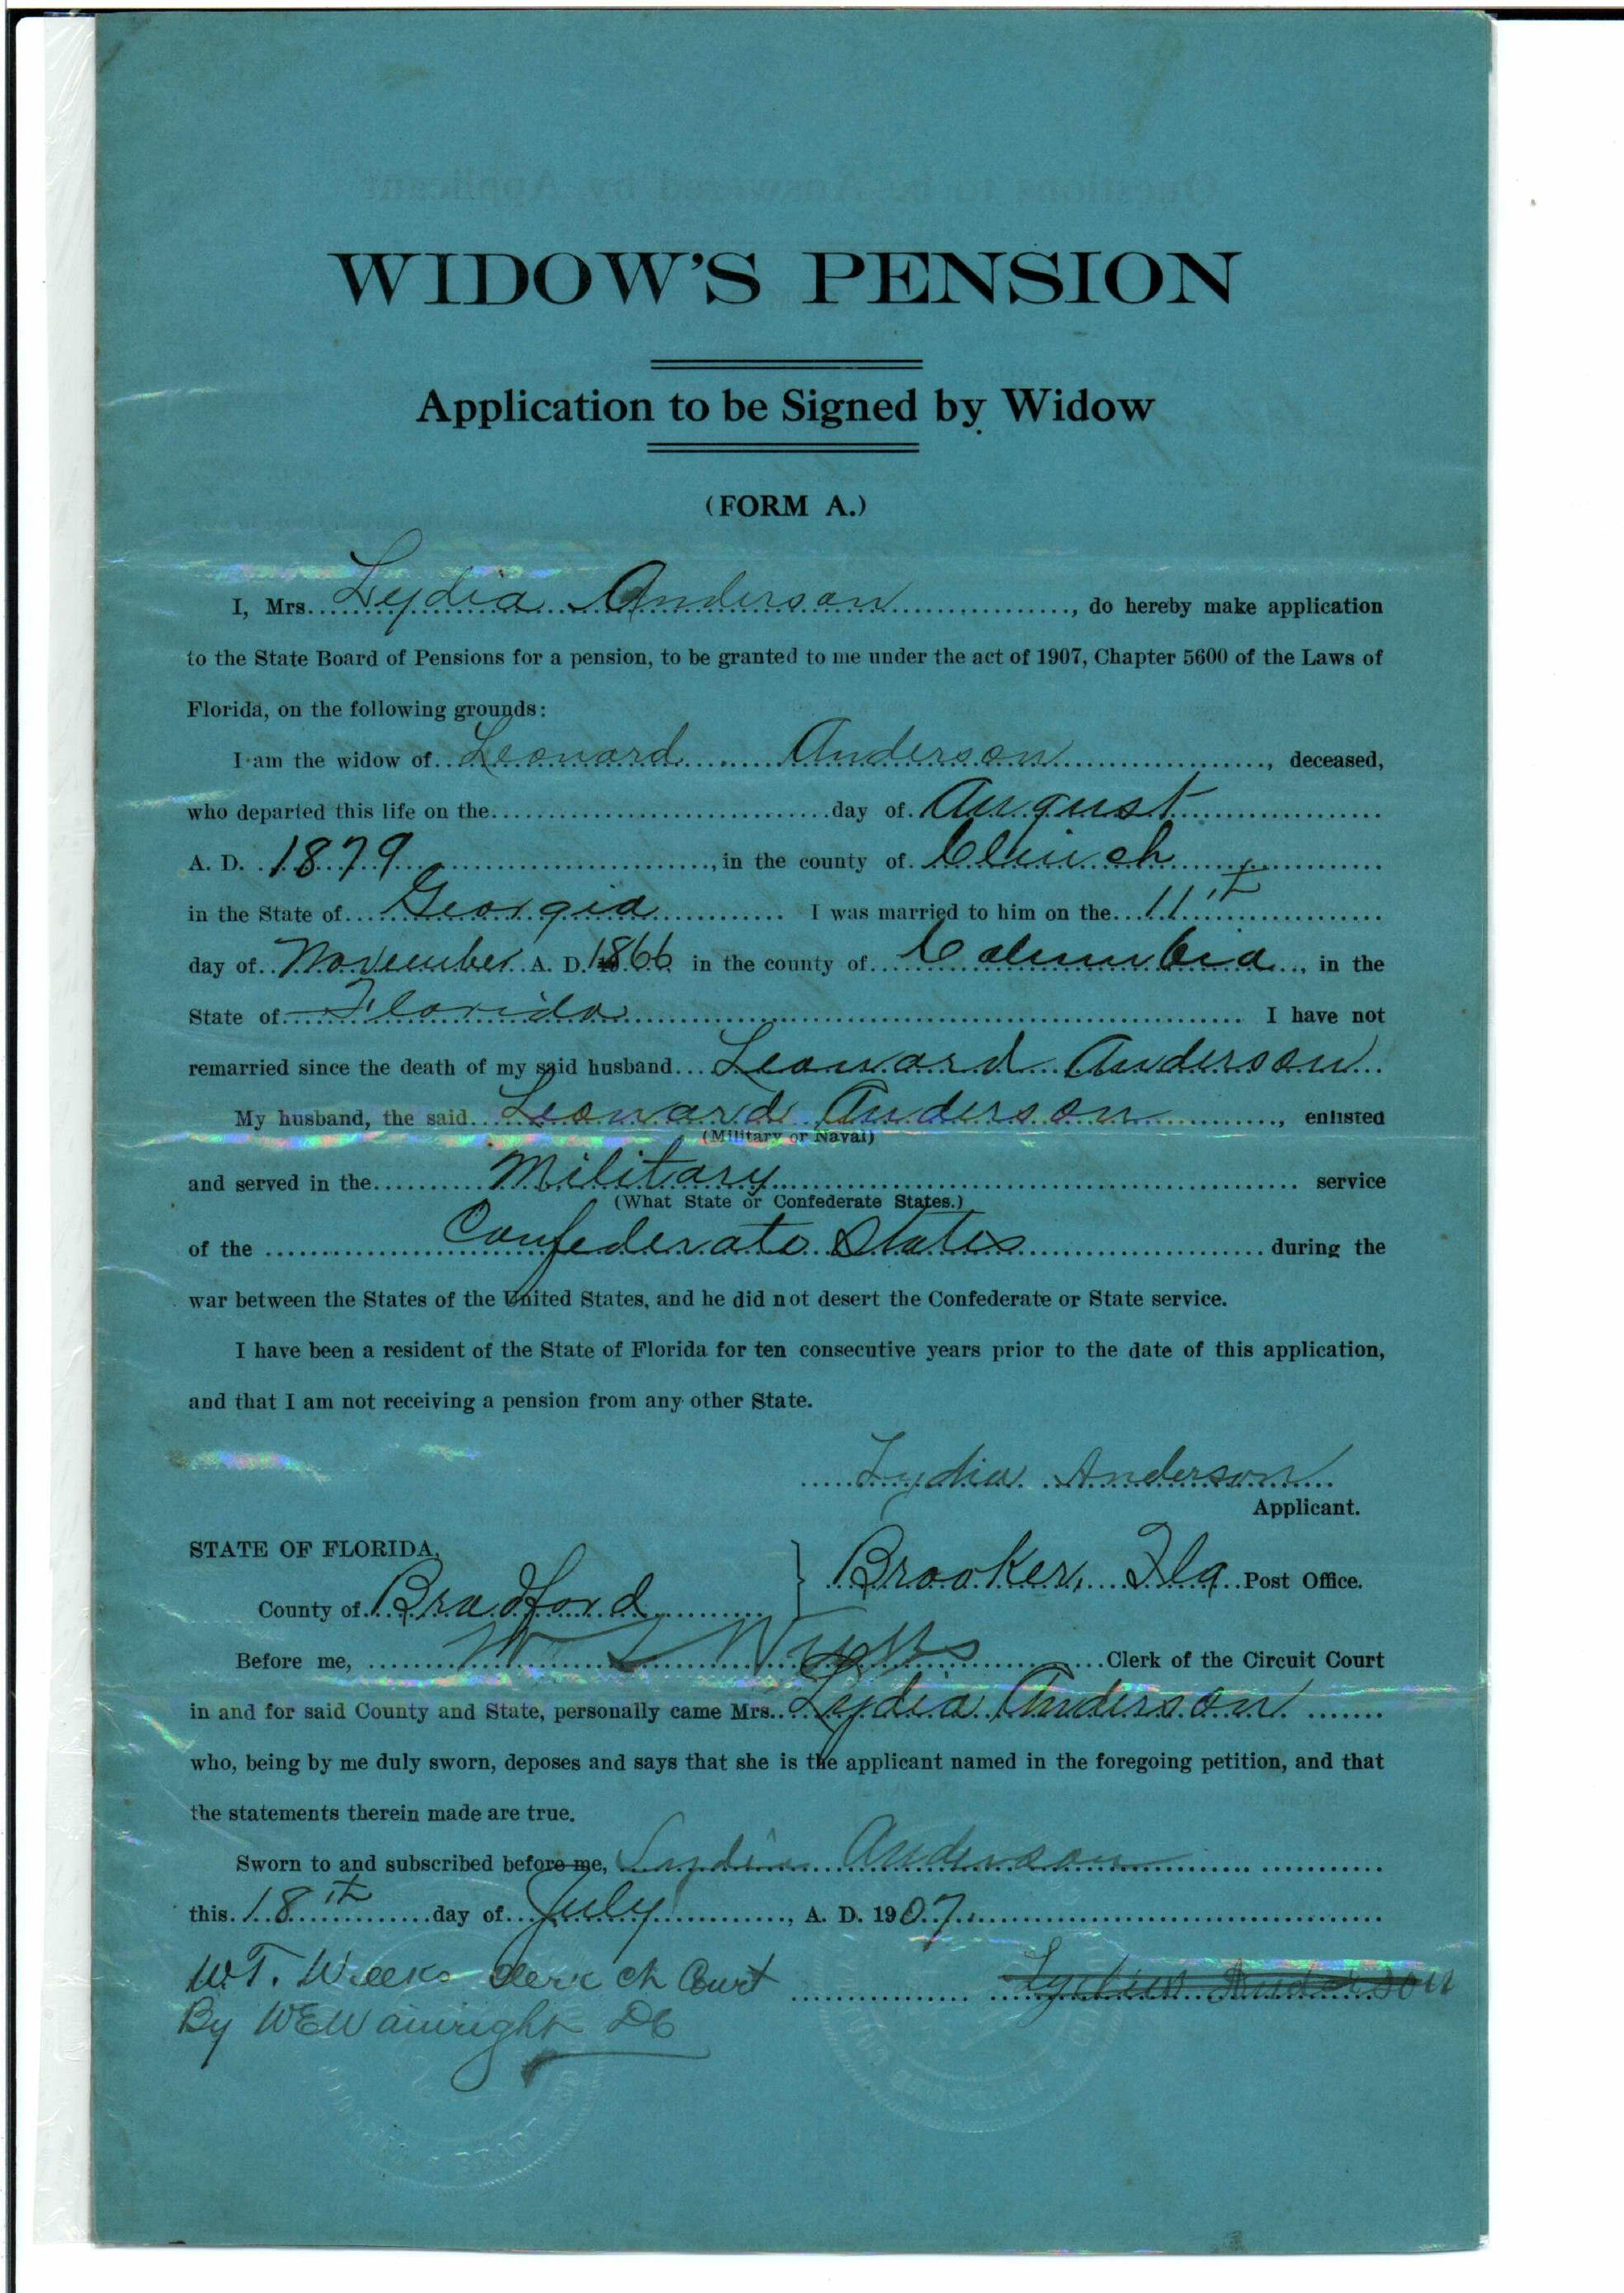 WIDOW'S PENSION
Application to be Signed by Widow
(FORM A.)
I, Mrs. Lydia Anderson, do hereby make application
to the State Board of Pensions for a pension, to be granted to me under the act of 1907, Chapter 5600 of the Laws of
Florida, on the following grounds:
I am the widow of Leonard Anderson, deceased,
who departed this life on the day of August
A. D. 1879, in the county of Clinch
in the State of Georgia I was married to him on the 11th
day of November A. D. 1866 in the county of Columbia, in the
State of Florida I have not
remarried since the death of my said husband Leonard Anderson
My husband, the said Leonard Anderson, enlisted
(Military or Naval)
and served in the Military service
(What State or Confederate States.)
of the Confederate States during the
war between the States of the United States, and he did not desert the Confederate or State service.
I have been a resident of the State of Florida for ten consecutive years prior to the date of this application,
and that I am not receiving a pension from any other State.
Lydia Anderson
Applicant.
STATE OF FLORIDA,
Brooker, Fla Post Office.
County of Bradford
Before me, W Clerk of the Circuit Court
in and for said County and State, personally came Mrs. Lydia Anderson
who, being by me duly sworn, deposes and says that she is the applicant named in the foregoing petition, and that
the statements therein made are true.
Sworn to and subscribed before me, Lydia Anderson
this 18th day of July, A. D. 1907
W.T. Weeks Clerk Court
Lydia Anderson
By W E Wainright DC